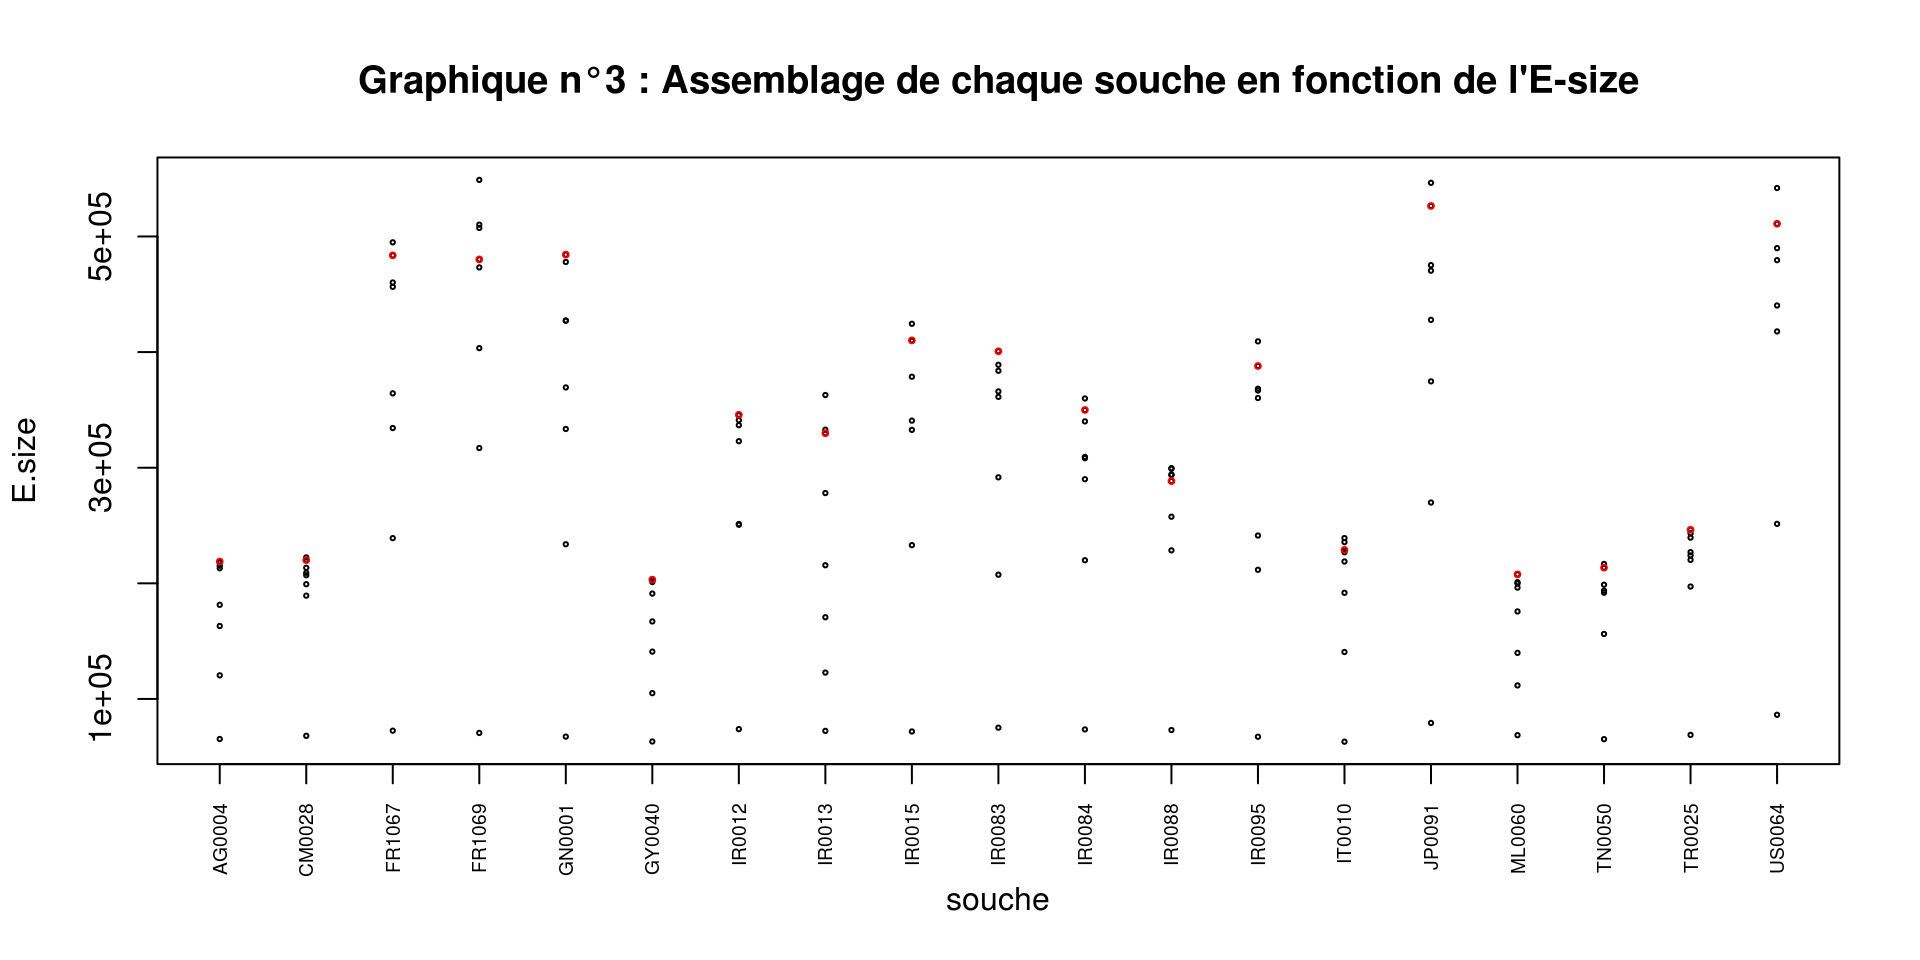 Graphique n°3 : Assemblage de chaque souche en fonction de l'E-size
E.size
5e+05
3e+05
1e+05
AG0004
CM0028
FR1067
FR1069
GN0001
GY0040
IR0012
IR0013
IR0015
IR0083
IR0084
IR0088
IR0095
IT0010
JP0091
ML0060
TN0050
TR0025
US0064
souche